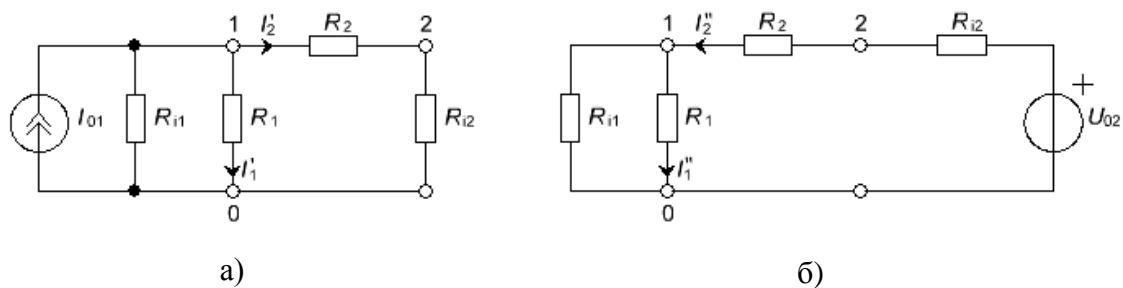 1 I'2 R2 2
I01 Ri1 R1 Ri2
I'1
0
а)
1 I"2 R2 2 Ri2
Ri1 R1 + U02
I"1
0
б)